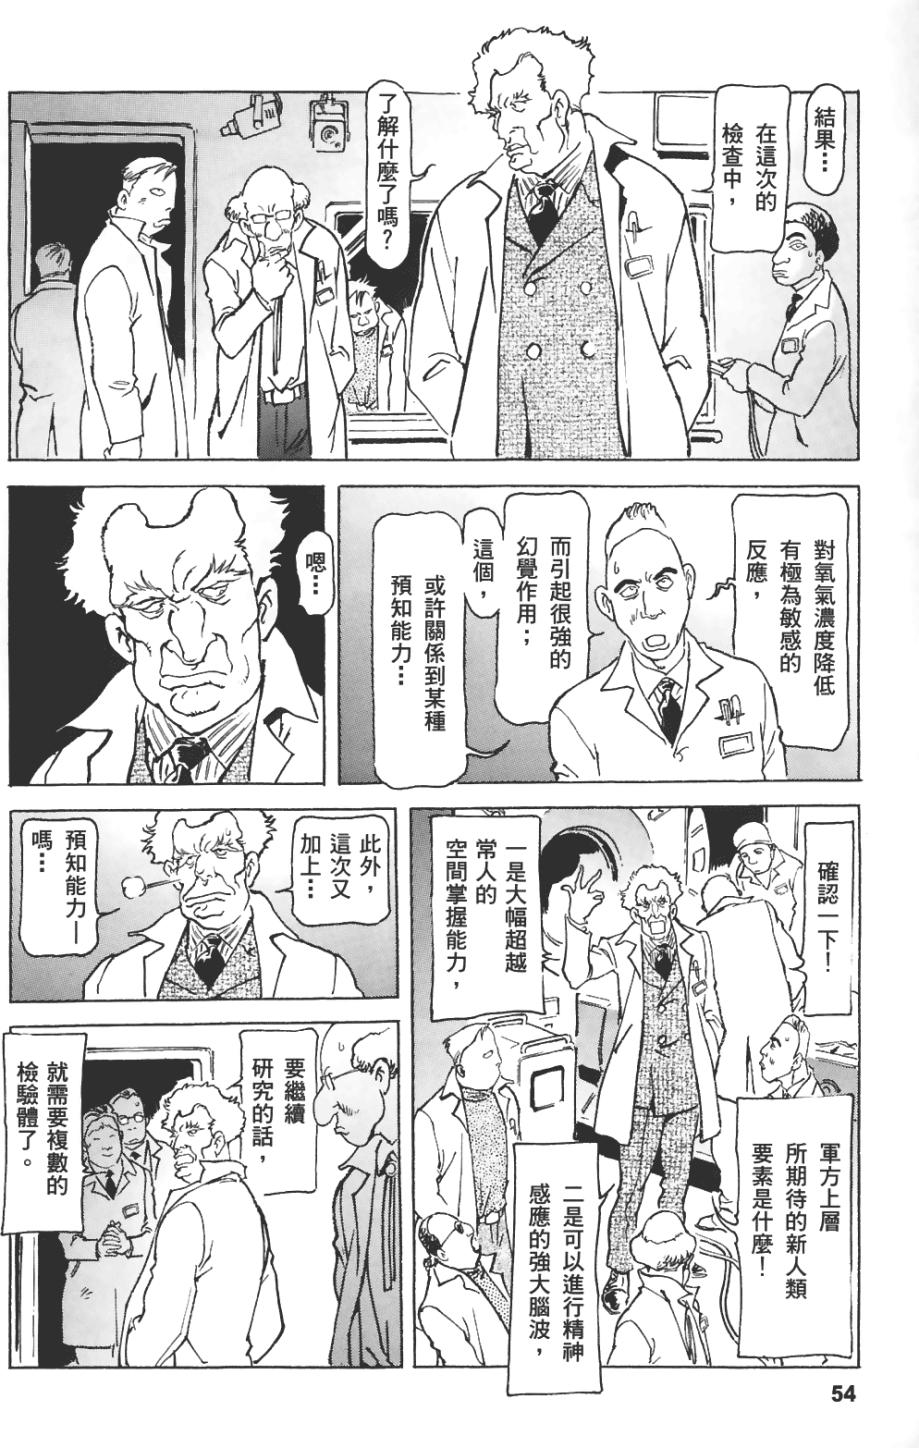 結果…
在這次的
檢查中，
了解什麼了嗎？
對氧氣濃度降低
有極為敏感的
反應，
而引起很強的
幻覺作用；
這個，
或許關係到某種
預知能力…
嗯…
確認一下！
軍方上層
所期待的新人類
要素是什麼！
一是大幅超越
常人的
空間掌握能力，
二是可以進行精神
感應的強大腦波，
此外，
這次又
加上…
預知能力—
嗎…
要繼續
研究的話，
就需要複數的
檢驗體了。
54